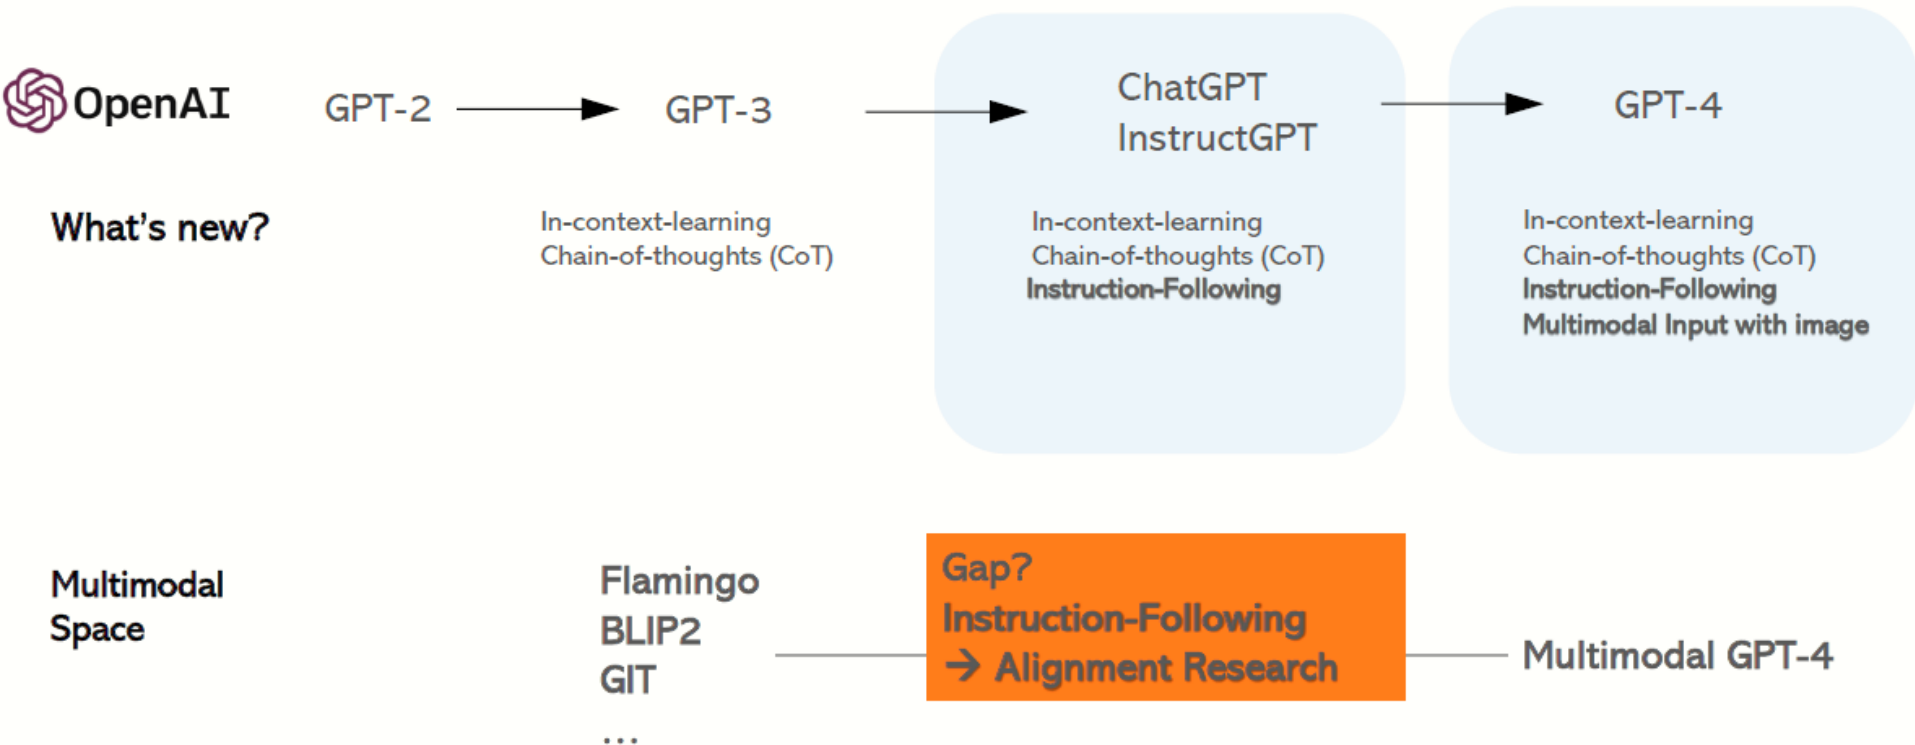 OpenAI
GPT-2
GPT-3
ChatGPT
InstructGPT
GPT-4
What's new?
In-context-learning
Chain-of-thoughts (CoT)
In-context-learning
Chain-of-thoughts (CoT)
Instruction-Following
In-context-learning
Chain-of-thoughts (CoT)
Instruction-Following
Multimodal Input with image
Multimodal
Space
Flamingo
BLIP2
GIT
...
Gap?
Instruction-Following
→ Alignment Research
Multimodal GPT-4